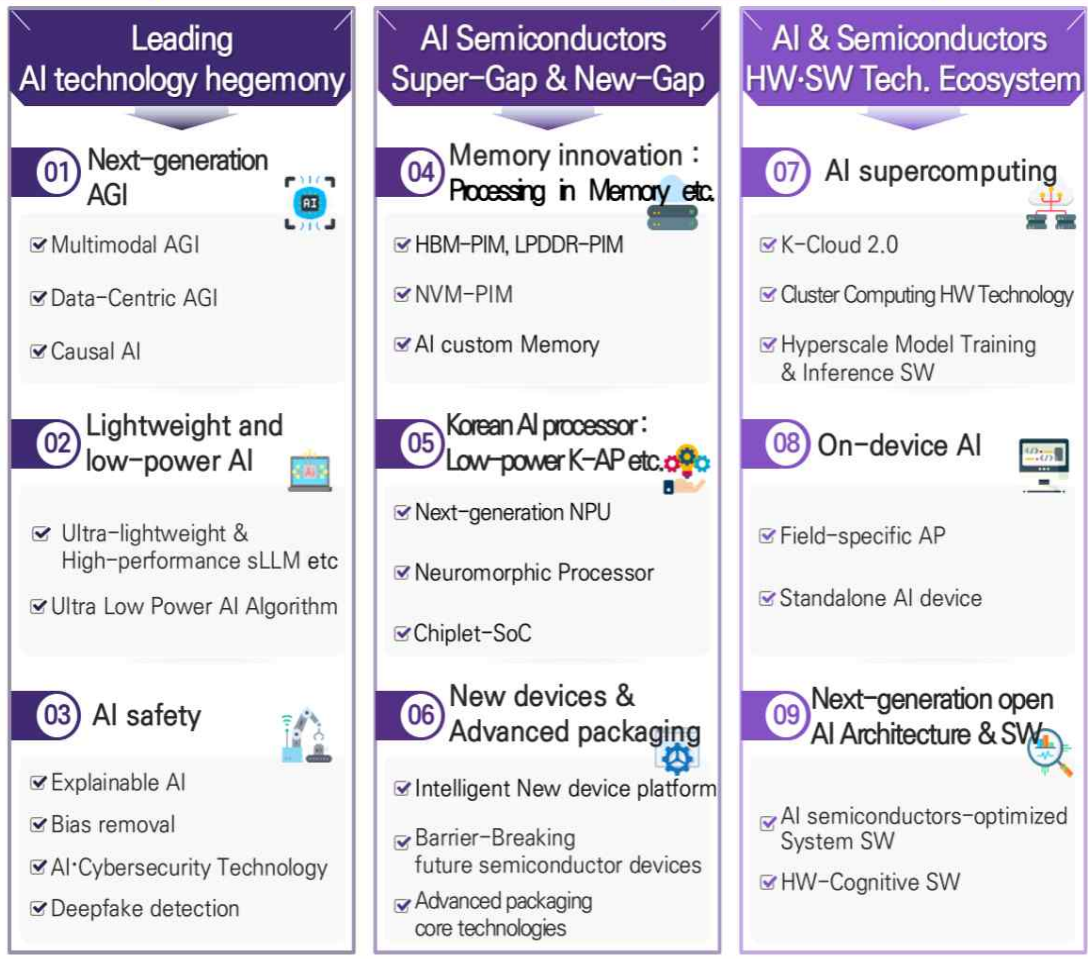 Leading
AI technology hegemony
01
Next-generation
AGI
AI
Multimodal AGI
Data-Centric AGI
Causal AI
02
Lightweight and
low-power AI
AI
Ultra-lightweight &
High-performance sLLM etc
Ultra Low Power AI Algorithm
03
AI safety
Explainable AI
Bias removal
AI·Cybersecurity Technology
Deepfake detection
AI Semiconductors
Super-Gap & New-Gap
04
Memory innovation :
Processing in Memory etc.
HBM-PIM, LPDDR-PIM
NVM-PIM
AI custom Memory
05
Korean AI processor :
Low-power K-AP etc.
Next-generation NPU
Neuromorphic Processor
Chiplet-SoC
06
New devices &
Advanced packaging
Intelligent New device platform
Barrier-Breaking
future semiconductor devices
Advanced packaging
core technologies
AI & Semiconductors
HW·SW Tech. Ecosystem
07
AI supercomputing
K-Cloud 2.0
Cluster Computing HW Technology
Hyperscale Model Training
& Inference SW
08
On-device AI
Field-specific AP
Standalone AI device
09
Next-generation open
AI Architecture & SW
AI semiconductors-optimized
System SW
HW-Cognitive SW